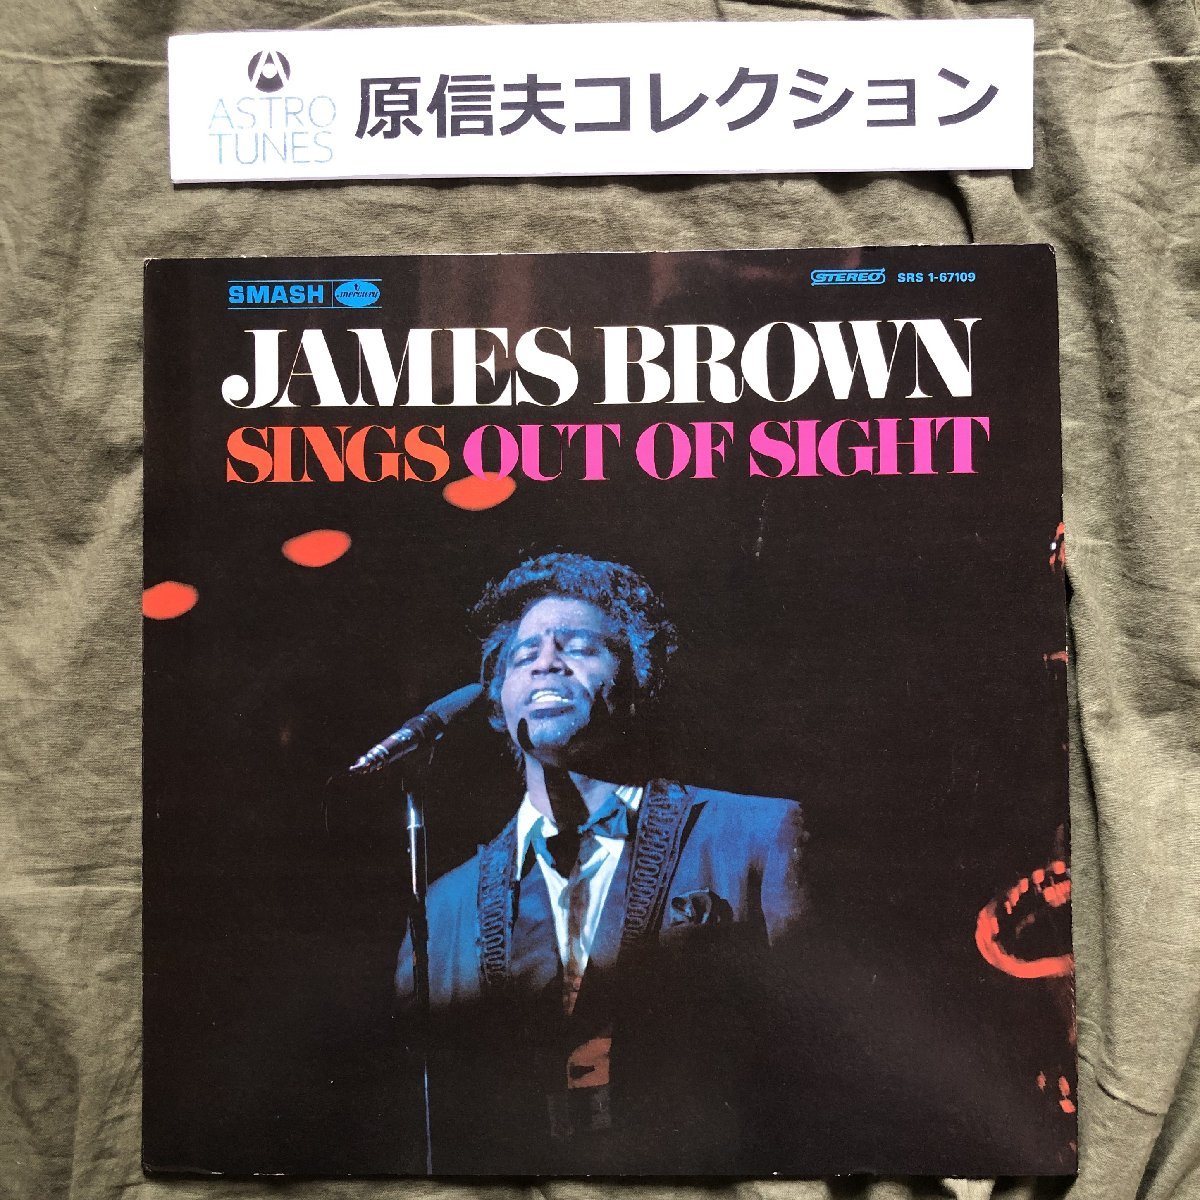 ASTRO
TUNES
原信夫コレクション
SMASH mercury
STEREO SRS 1-67109
JAMES BROWN
SINGS OUT OF SIGHT